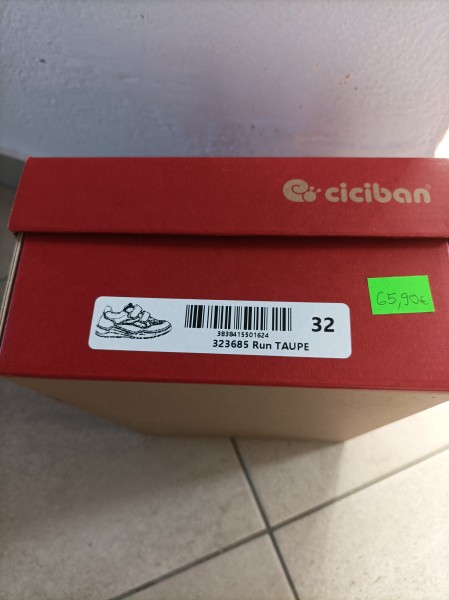 ciciban®
65,90€
32
3838415501624
323685 Run TAUPE